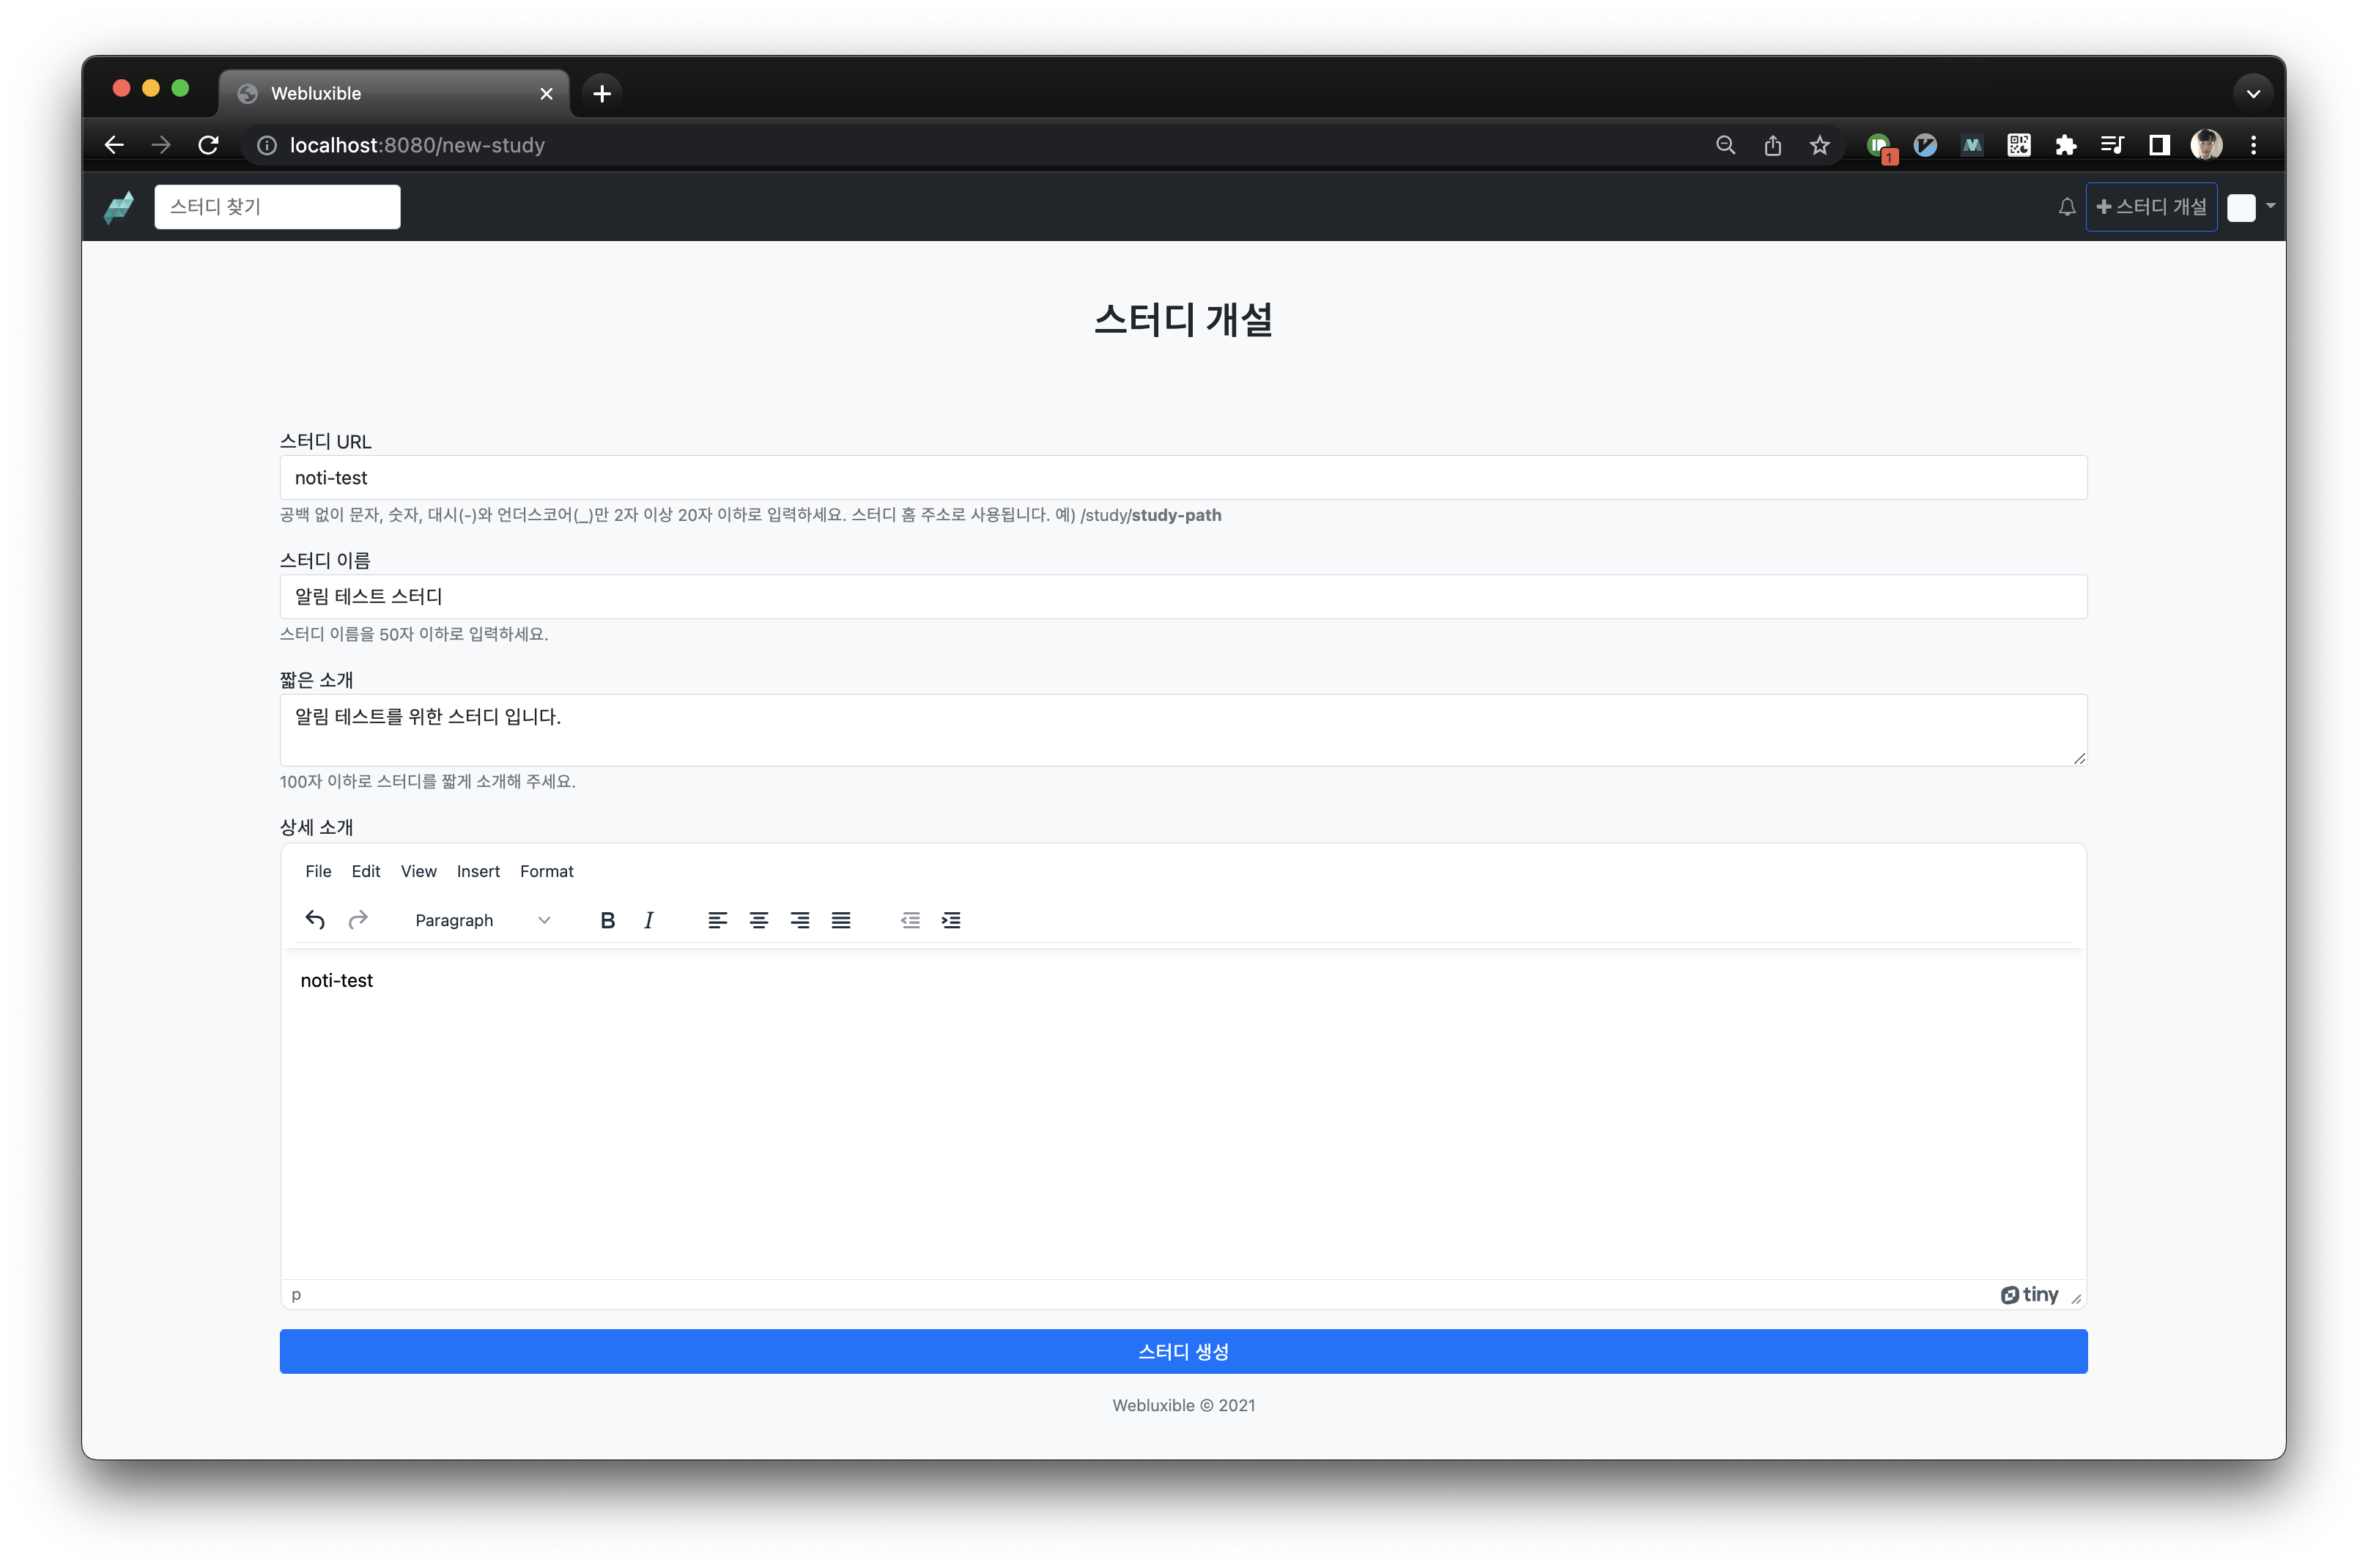 Webluxible
localhost:8080/new-study
1
스터디 찾기
스터디 개설
스터디 개설
스터디 URL
noti-test
공백 없이 문자, 숫자, 대시(-)와 언더스코어(_)만 2자 이상 20자 이하로 입력하세요. 스터디 홈 주소로 사용됩니다. 예) /study/study-path
스터디 이름
알림 테스트 스터디
스터디 이름을 50자 이하로 입력하세요.
짧은 소개
알림 테스트를 위한 스터디 입니다.
100자 이하로 스터디를 짧게 소개해 주세요.
상세 소개
File Edit View Insert Format
Paragraph B I
noti-test
p
tiny
스터디 생성
Webluxible © 2021